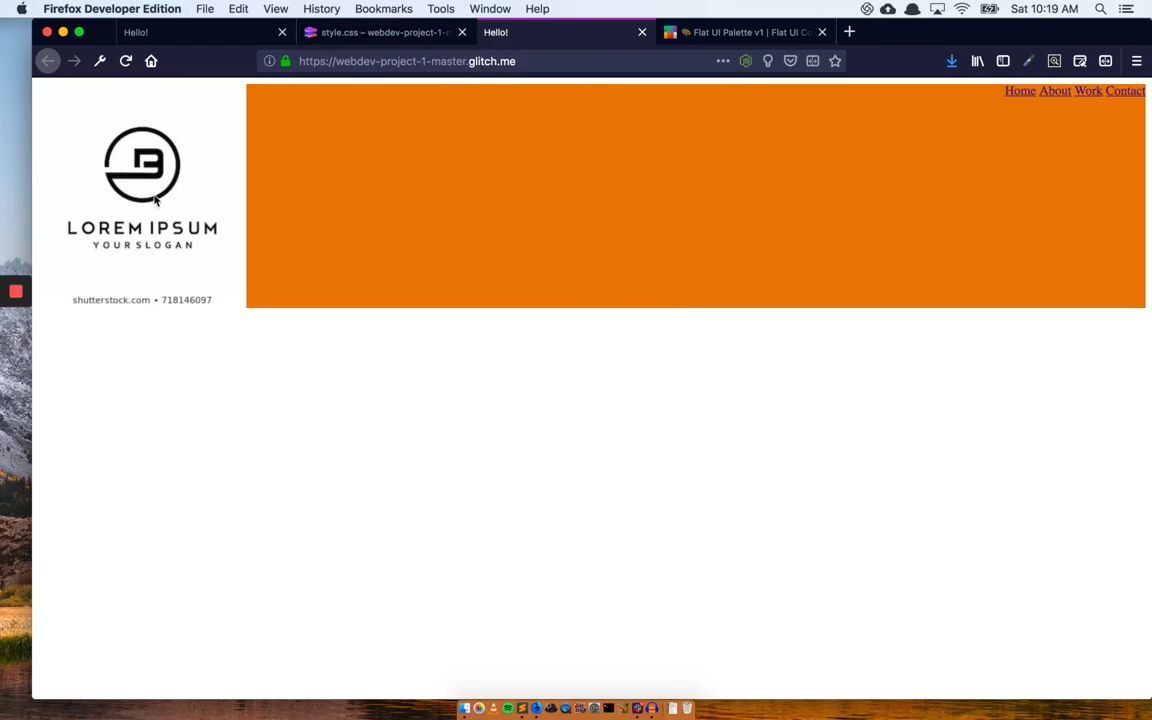 Firefox Developer Edition File Edit View History Bookmarks Tools Window Help Sat 10:19 AM
Hello! style.css – webdev-project-1-m Hello! Flat UI Palette v1 | Flat UI Co
https://webdev-project-1-master.glitch.me
Home About Work Contact
B
LOREM IPSUM
YOUR SLOGAN
shutterstock.com • 718146097